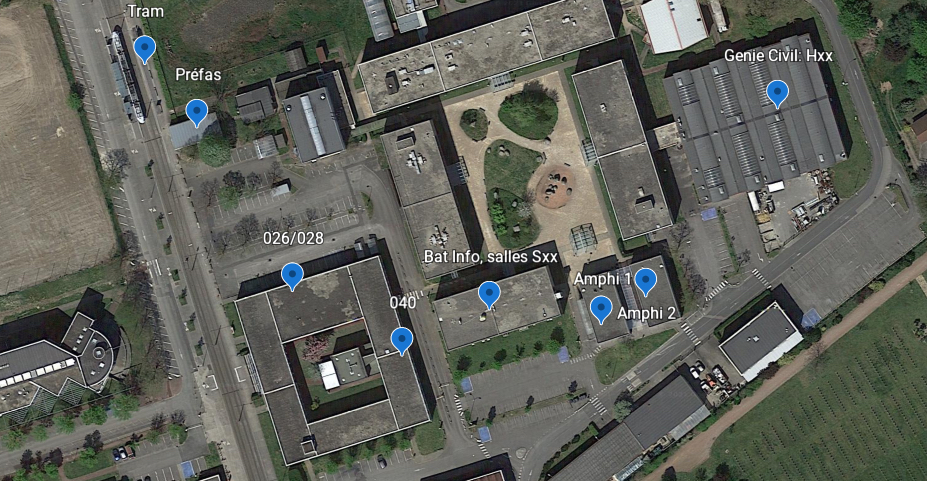 Tram
Préfas
Genie Civil: Hxx
026/028
Bat Info, salles Sxx
040
Amphi 1
Amphi 2